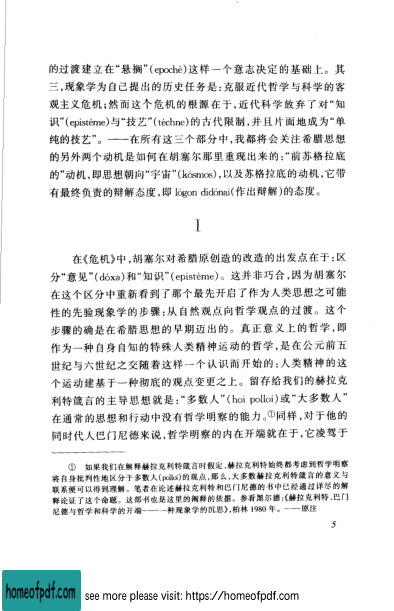 的过渡建立在“悬搁”(epoché)这样一个意志决定的基础上。其
三,现象学为自己提出的历史任务是:克服近代哲学与科学的客
观主义危机;然而这个危机的根源在于,近代科学放弃了对“知
识”(epistéme)与“技艺”(téchne)的古代限制,并且片面地成为“单
纯的技艺”。——在所有这三个部分中,我都将会关注希腊思想
的另外两个动机是如何在胡塞尔那里重现出来的:“前苏格拉底
的”动机,即思想朝向“宇宙”(kósmos),以及苏格拉底的动机,它带
有最终负责的辩解态度,即 lógon didónai(作出辩解)的态度。
I
在《危机》中,胡塞尔对希腊原创造的改造的出发点在于:区
分“意见”(dóxa)和“知识”(epistéme)。这并非巧合,因为胡塞尔
在这个区分中重新看到了那个最先开启了作为人类思想之可能
性的先验现象学的步骤:从自然观点向哲学观点的过渡。这个
步骤的确是在希腊思想的早期迈出的。真正意义上的哲学,即
作为一种自身自知的特殊人类精神运动的哲学,是在公元前五
世纪与六世纪之交随着这样一个认识而开始的:人类精神的这
个运动建基于一种彻底的观点变更之上。留存给我们的赫拉克
利特箴言的主导思想就是:“多数人”(hoi polloi)或“大多数人”
在通常的思想和行动中没有哲学明察的能力。①同样,对于他的
同时代人巴门尼德来说,哲学明察的内在开端就在于,它凌驾于
① 如果我们在解释赫拉克利特箴言时假定,赫拉克利特始终都考虑到哲学明察
将自身批判性地区分于多数人(polloi)的观点,那么,大多数赫拉克利特箴言的意义与
联系便可以得到理解。笔者在论述赫拉克利特和巴门尼德的书中已经通过详尽的解
释论证了这个命题。这部书也是这里的阐释的依据。参看黑尔德:《赫拉克利特、巴门
尼德与哲学和科学的开端——一种现象学的沉思》,柏林 1980 年。——原注
5
homeofpdf.com
see more please visit: https://homeofpdf.com